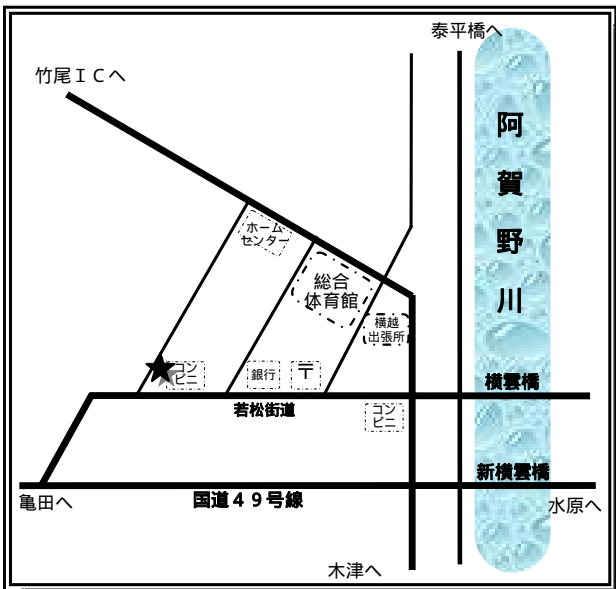 泰平橋へ
竹尾ＩＣへ
阿賀野川
ホーム
センター
総合
体育館
横越
出張所
コン
ビニ
銀行
〒
横雲橋
若松街道
コン
ビニ
新横雲橋
亀田へ
国道４９号線
水原へ
木津へ